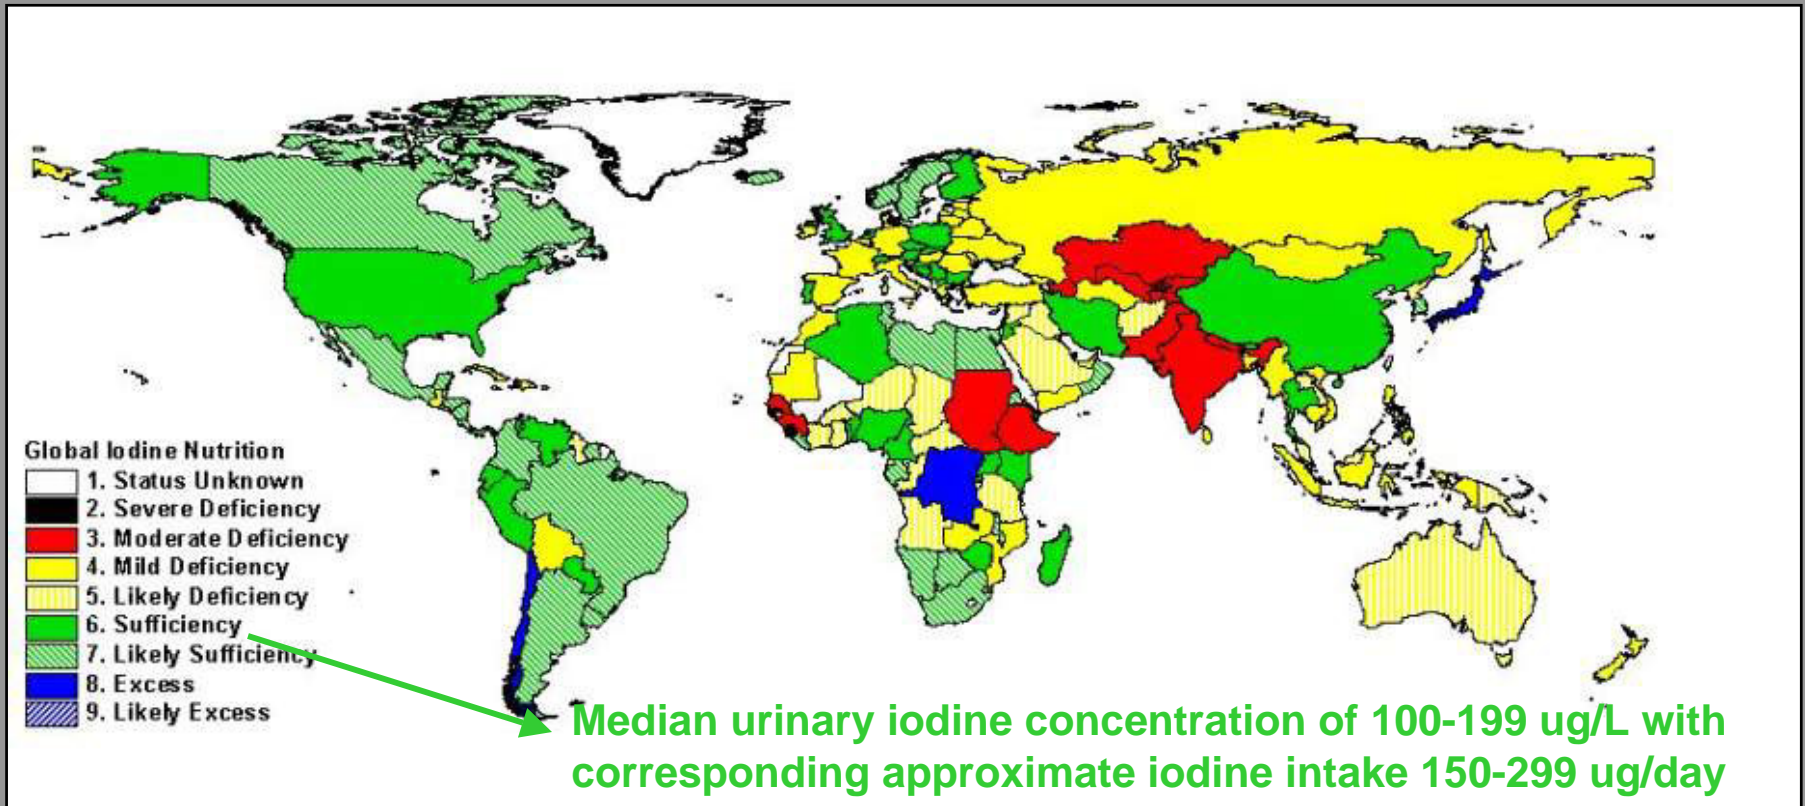 Global Iodine Nutrition
1. Status Unknown
2. Severe Deficiency
3. Moderate Deficiency
4. Mild Deficiency
5. Likely Deficiency
6. Sufficiency
7. Likely Sufficiency
8. Excess
9. Likely Excess
Median urinary iodine concentration of 100-199 ug/L with
corresponding approximate iodine intake 150-299 ug/day